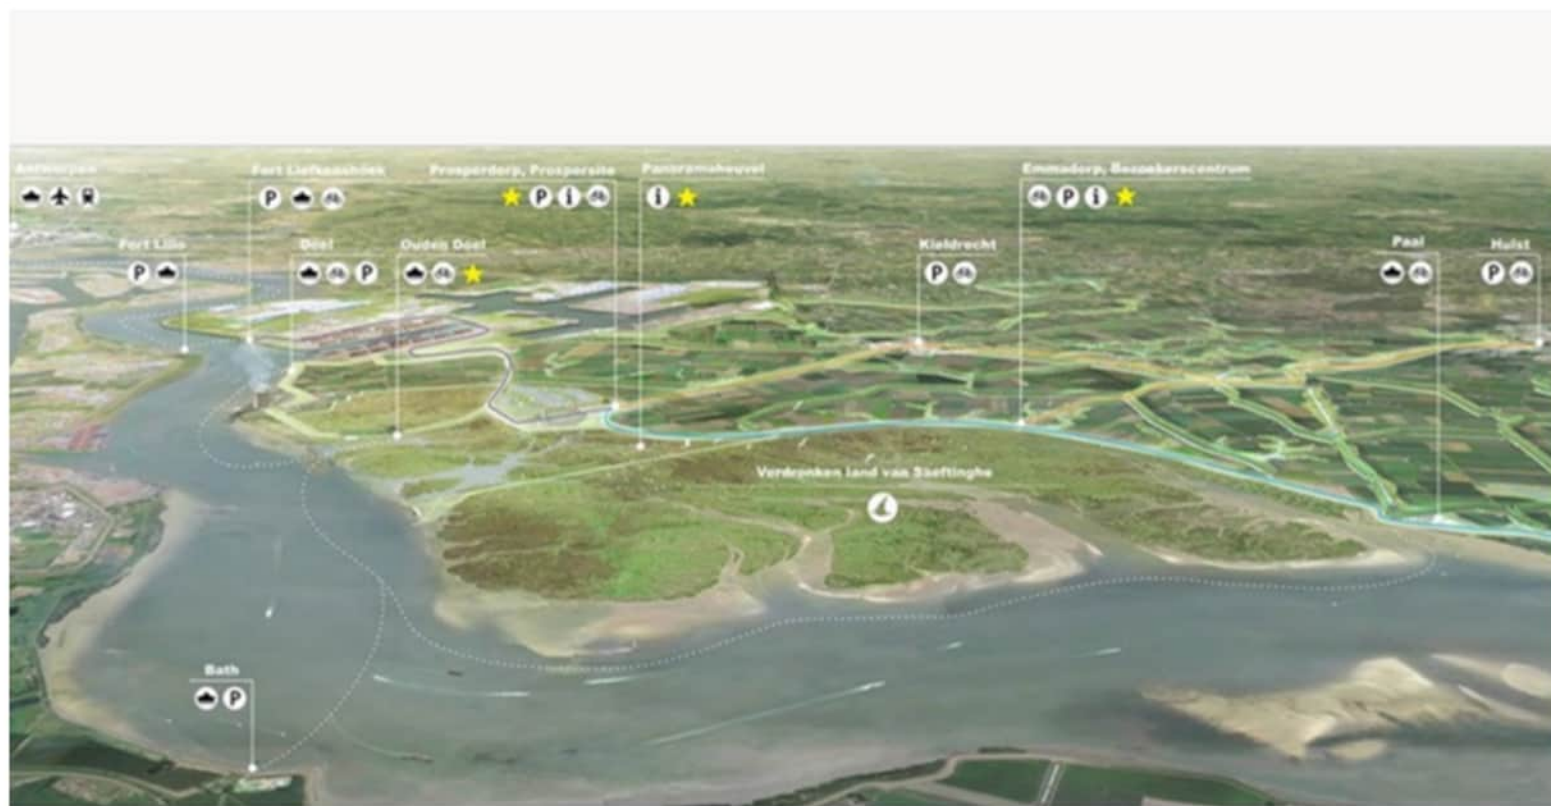 Antwerpen
Fort Liefkenshoek
Prosperdorp, Prospersite
Panoramaheuvel
Emmadorp, Bezoekerscentrum
P
P i
i
P i
Fort Lillo
Doel
Ouden Doel
Kieldrecht
Paal
Hulst
P
P
P
P
Verdronken land van Saeftinghe
Bath
P